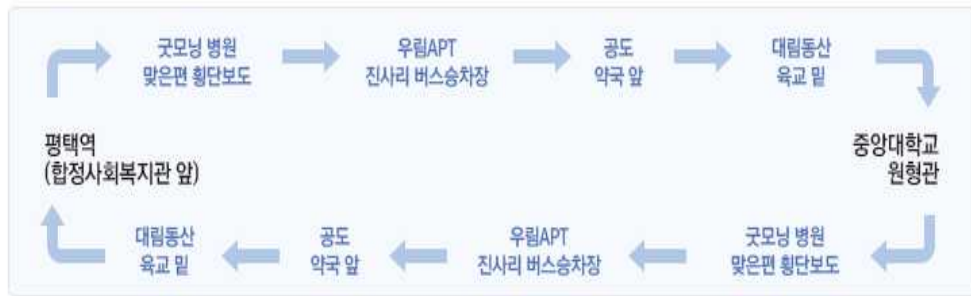 굿모닝 병원
맞은편 횡단보도
우림APT
진사리 버스승차장
공도
약국 앞
대림동산
육교 밑
평택역
(합정사회복지관 앞)
중앙대학교
원형관
대림동산
육교 밑
공도
약국 앞
우림APT
진사리 버스승차장
굿모닝 병원
맞은편 횡단보도